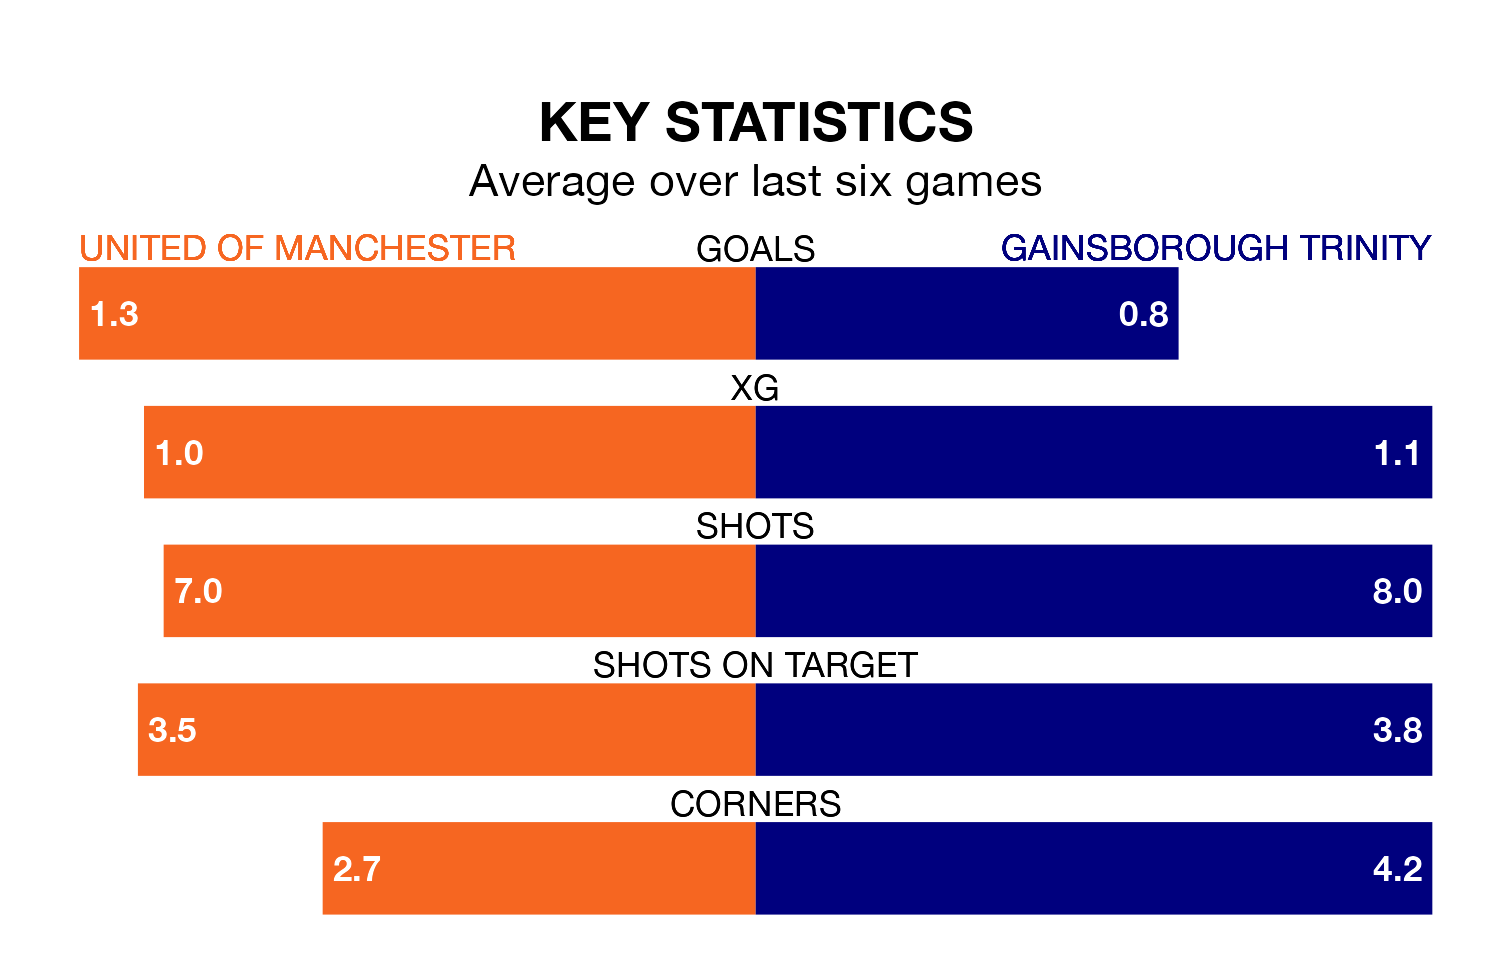 KEY STATISTICS
Average over last six games
UNITED OF MANCHESTER GOALS GAINSBOROUGH TRINITY
1.3 0.8
XG
1.0 1.1
SHOTS
7.0 8.0
SHOTS ON TARGET
3.5 3.8
CORNERS
2.7 4.2